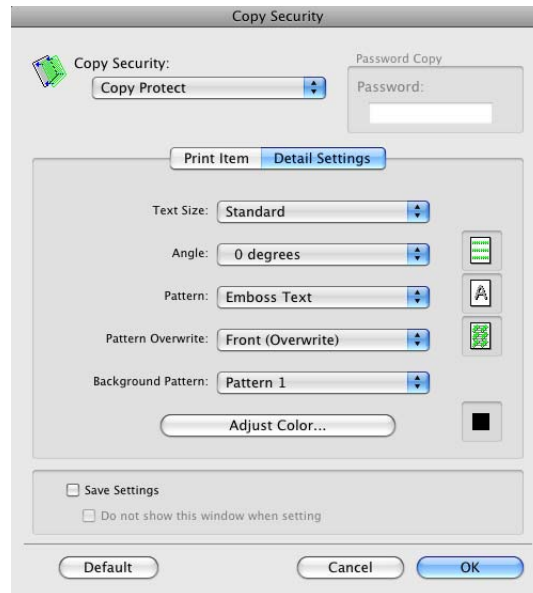 Copy Security
Copy Security:
Copy Protect
Password Copy
Password:
Print Item Detail Settings
Text Size: Standard
Angle: 0 degrees
Pattern: Emboss Text
A
Pattern Overwrite: Front (Overwrite)
Background Pattern: Pattern 1
Adjust Color...
Save Settings
Do not show this window when setting
Default Cancel OK